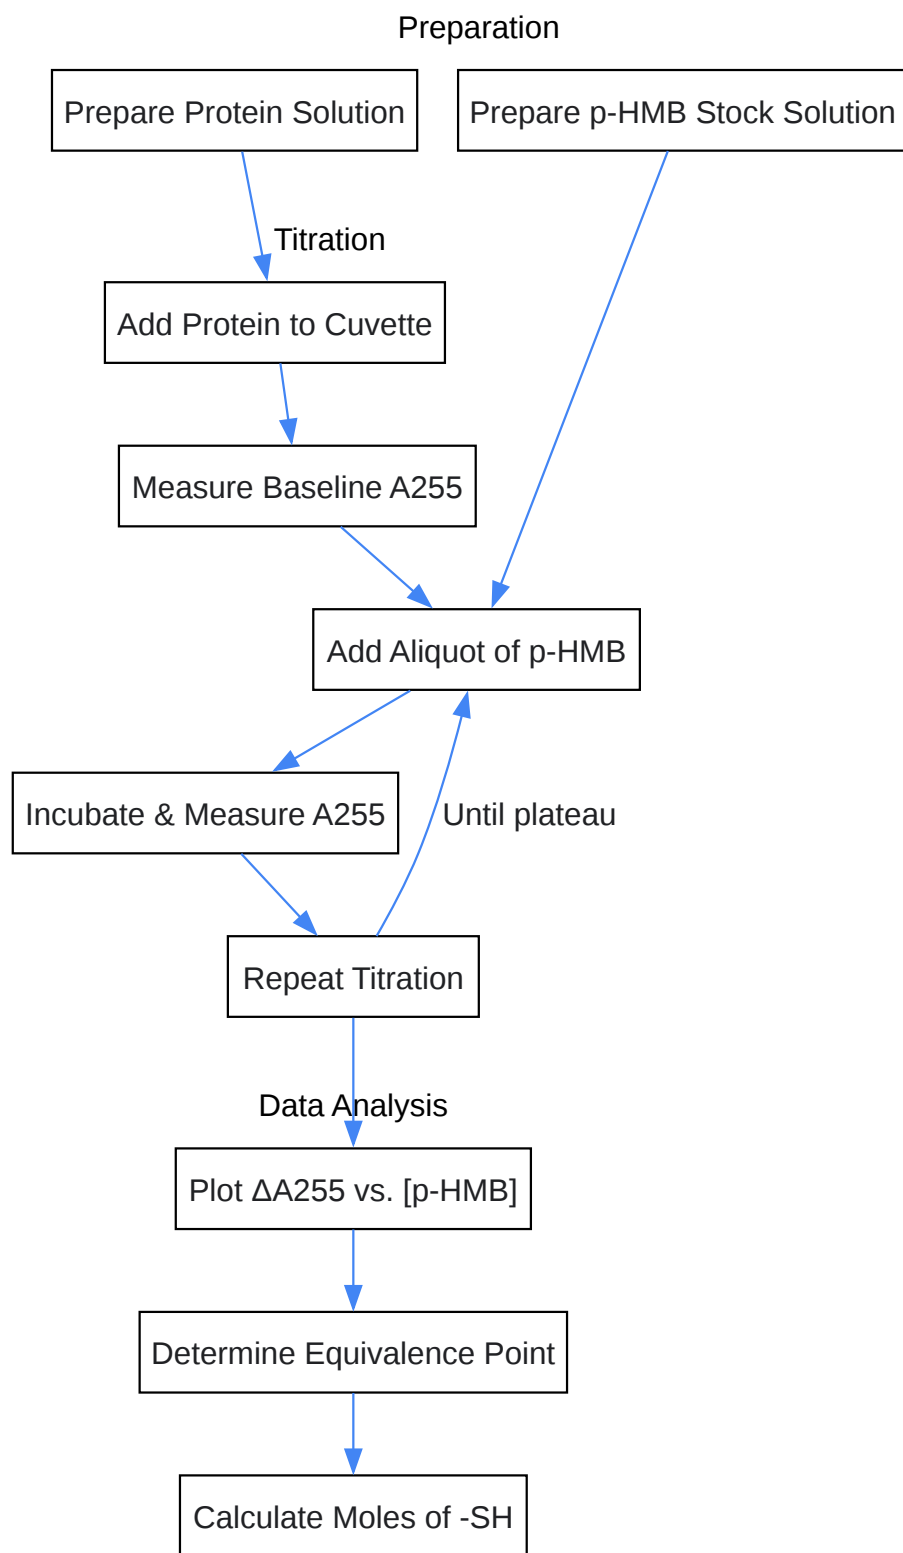 Preparation
Prepare Protein Solution
Prepare p-HMB Stock Solution
Titration
Add Protein to Cuvette
Measure Baseline A255
Add Aliquot of p-HMB
Incubate & Measure A255
Until plateau
Repeat Titration
Data Analysis
Plot ΔA255 vs. [p-HMB]
Determine Equivalence Point
Calculate Moles of -SH